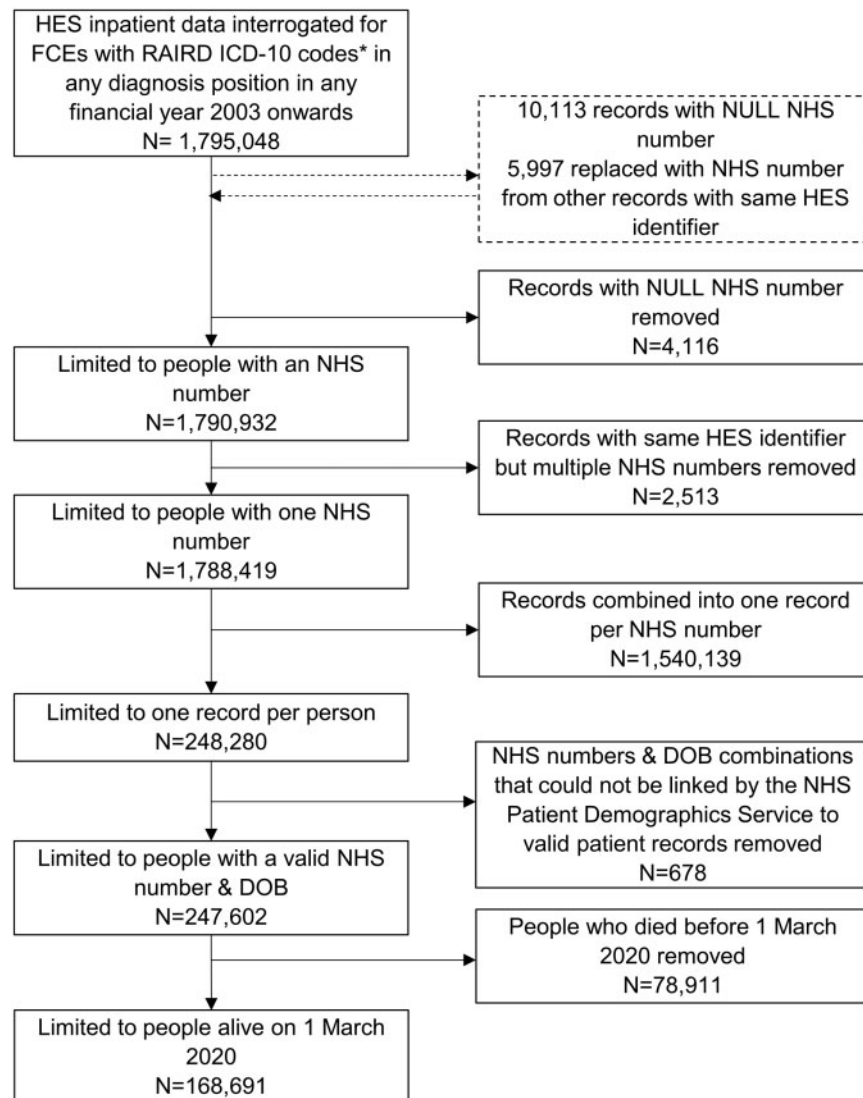 HES inpatient data interrogated for
FCEs with RAIRD ICD-10 codes* in
any diagnosis position in any
financial year 2003 onwards
N= 1,795,048
10,113 records with NULL NHS
number
5,997 replaced with NHS number
from other records with same HES
identifier
Records with NULL NHS number
removed
N=4,116
Limited to people with an NHS
number
N=1,790,932
Records with same HES identifier
but multiple NHS numbers removed
N=2,513
Limited to people with one NHS
number
N=1,788,419
Records combined into one record
per NHS number
N=1,540,139
Limited to one record per person
N=248,280
NHS numbers & DOB combinations
that could not be linked by the NHS
Patient Demographics Service to
valid patient records removed
N=678
Limited to people with a valid NHS
number & DOB
N=247,602
People who died before 1 March
2020 removed
N=78,911
Limited to people alive on 1 March
2020
N=168,691